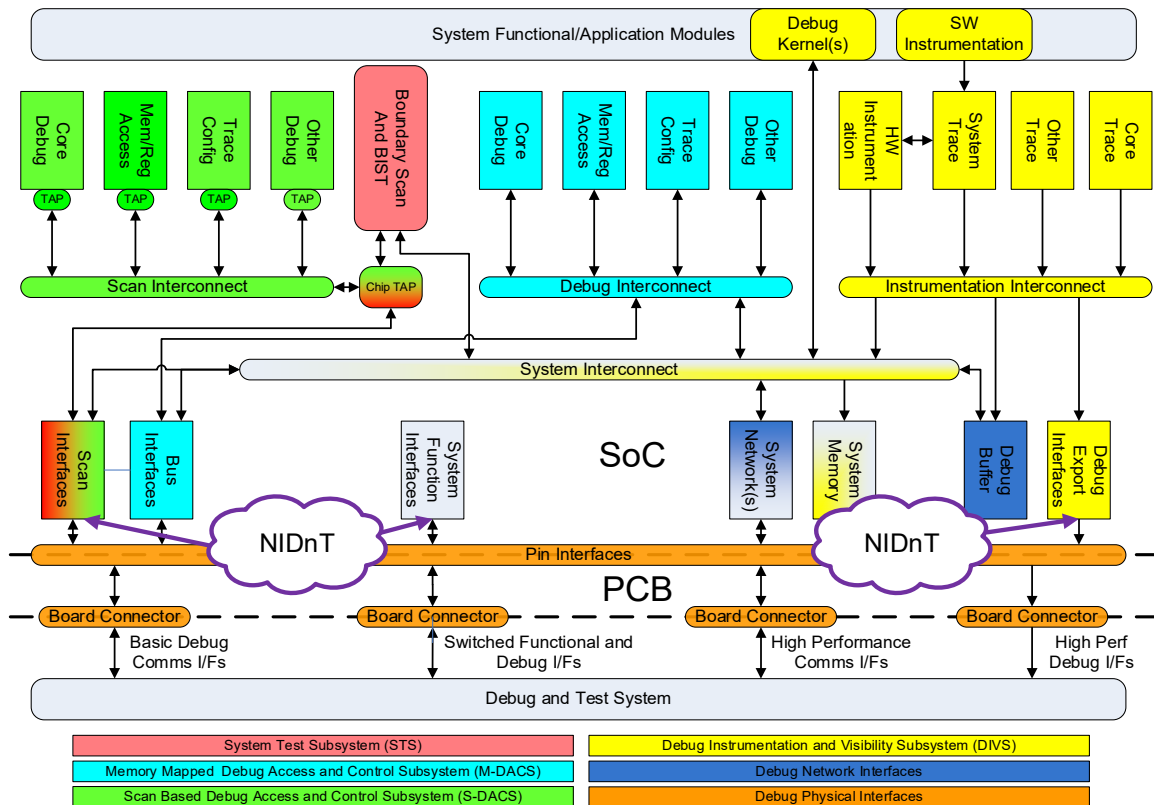 System Functional/Application Modules
Debug
Kernel(s)
SW
Instrumentation
Core
Debug
TAP
Mem/Reg
Access
TAP
Trace
Config
TAP
Other
Debug
TAP
Boundary Scan
And BIST
Core
Debug
Mem/Reg
Access
Trace
Config
Other
Debug
HW
Instrument
ation
System
Trace
Other
Trace
Core
Trace
Scan Interconnect
Chip TAP
Debug Interconnect
Instrumentation Interconnect
System Interconnect
Scan
Interfaces
Bus
Interfaces
System
Function
Interfaces
SoC
System
Network(s)
System
Memory
Debug
Buffer
Debug
Export
Interfaces
NIDnT
NIDnT
Pin Interfaces
PCB
Board Connector
Board Connector
Board Connector
Board Connector
Basic Debug
Comms I/Fs
Switched Functional and
Debug I/Fs
High Performance
Comms I/Fs
High Perf
Debug I/Fs
Debug and Test System
System Test Subsystem (STS)
Debug Instrumentation and Visibility Subsystem (DIVS)
Memory Mapped Debug Access and Control Subsystem (M-DACS)
Debug Network Interfaces
Scan Based Debug Access and Control Subsystem (S-DACS)
Debug Physical Interfaces